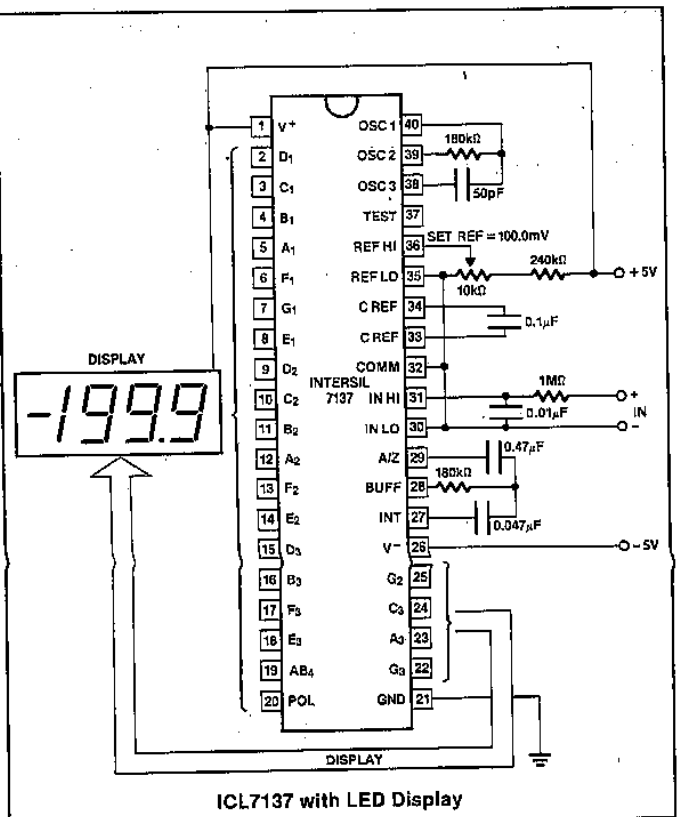 1 V+
2 D1
3 C1
4 B1
5 A1
6 F1
7 G1
8 E1
9 D2
10 C2
11 B2
12 A2
13 F2
14 E2
15 D3
16 B3
17 F3
18 E3
19 AB4
20 POL
INTERSIL
7137
OSC 1 40
OSC 2 39
OSC 3 38
TEST 37
REF HI 36
REF LO 35
C REF 34
C REF 33
COMM 32
IN HI 31
IN LO 30
A/Z 29
BUFF 28
INT 27
V− 26
G2 25
C3 24
A3 23
G3 22
GND 21
180kΩ
50pF
SET REF = 100.0mV
240kΩ
10kΩ
+5V
0.1μF
1MΩ
+
0.01μF
IN
-
0.47μF
180kΩ
0.047μF
-5V
DISPLAY
-199.9
DISPLAY
ICL7137 with LED Display